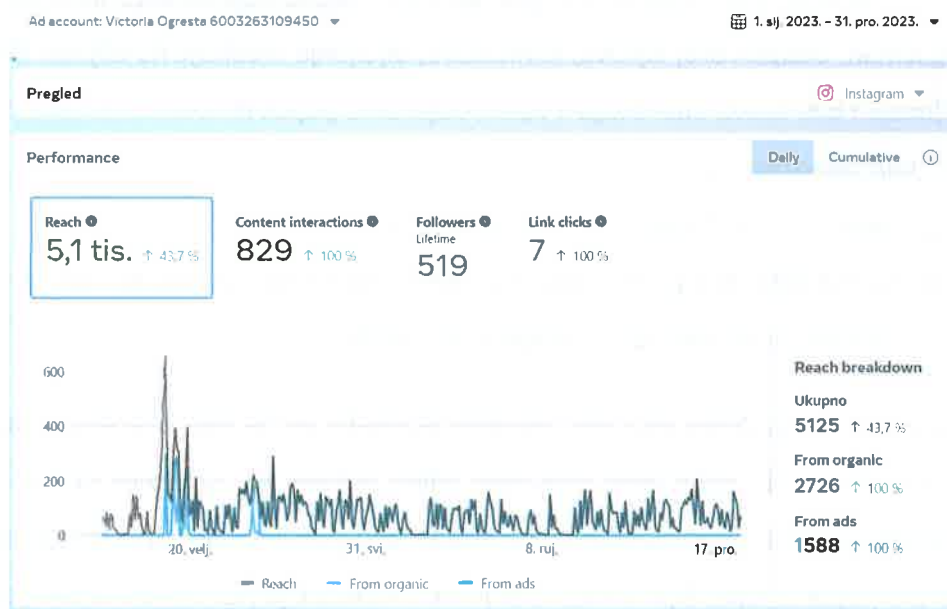 Ad account: Victoria Ogresta 6003263109450
1. sij. 2023. – 31. pro. 2023.
Pregled
Instagram
Performance
Daily
Cumulative
Reach
5,1 tis. ↑ 43,7 %
Content interactions
829 ↑ 100 %
Followers
Lifetime
519
Link clicks
7 ↑ 100 %
600
400
200
0
20. velj.
31. svi.
8. ruj.
17. pro.
Reach
From organic
From ads
Reach breakdown
Ukupno
5125 ↑ 43,7 %
From organic
2726 ↑ 100 %
From ads
1588 ↑ 100 %